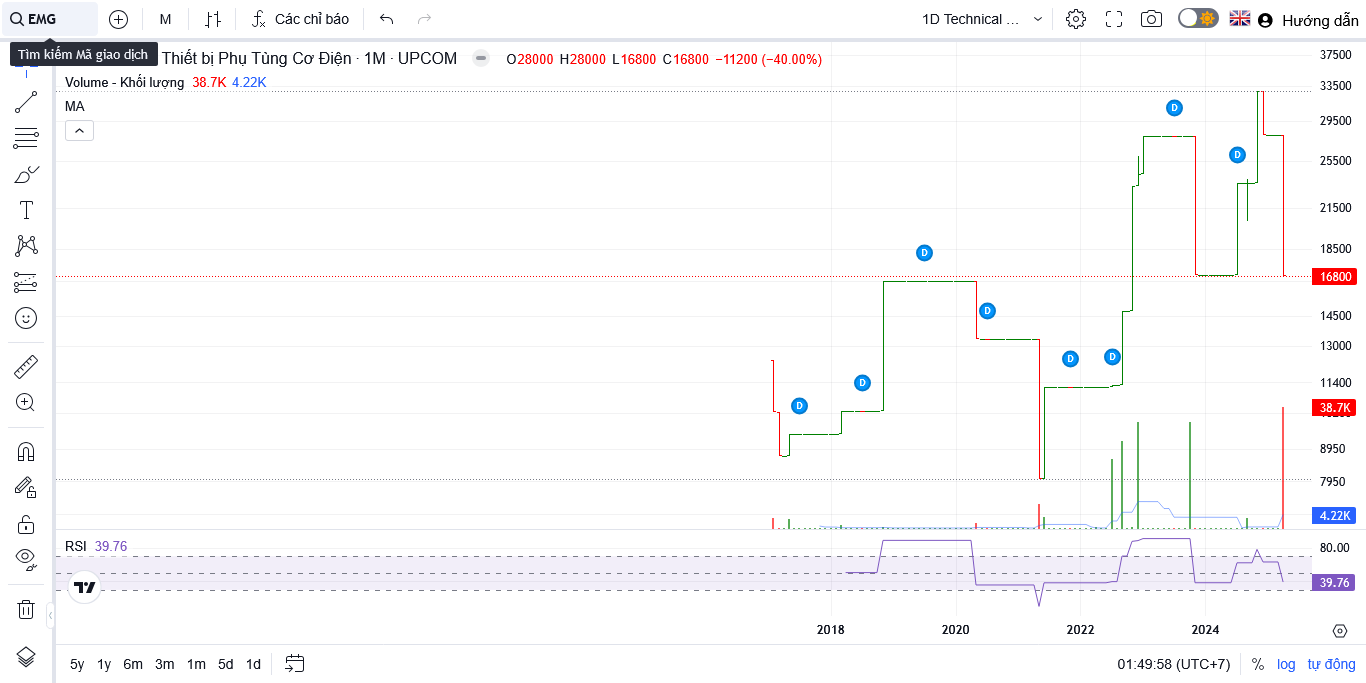 EMG M Các chỉ báo 1D Technical ... Hướng dẫn
Tìm kiếm Mã giao dịch
Thiết bị Phụ Tùng Cơ Điện · 1M · UPCOM O28000 H28000 L16800 C16800 −11200 (−40.00%)
Volume - Khối lượng 38.7K 4.22K
MA
37500
33500
29500
25500
21500
18500
16800
14500
13000
11400
38.7K
8950
7950
4.22K
D
D
D
D
D
D
D
D
RSI 39.76
80.00
39.76
2018 2020 2022 2024
5y 1y 6m 3m 1m 5d 1d 01:49:58 (UTC+7) % log tự động